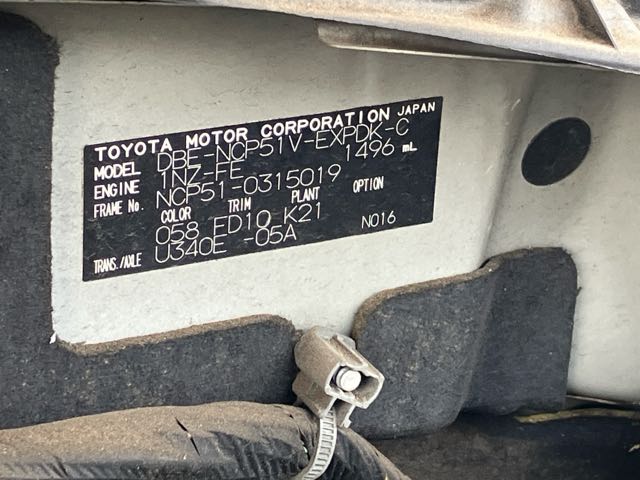 TOYOTA MOTOR CORPORATION JAPAN
MODEL DBE-NCP51V-EXPDK-C
ENGINE 1NZ-FE 1496 mL
FRAME No. NCP51-0315019
COLOR TRIM PLANT OPTION
058 FD10 K21
TRANS./AXLE U340E -05A N016